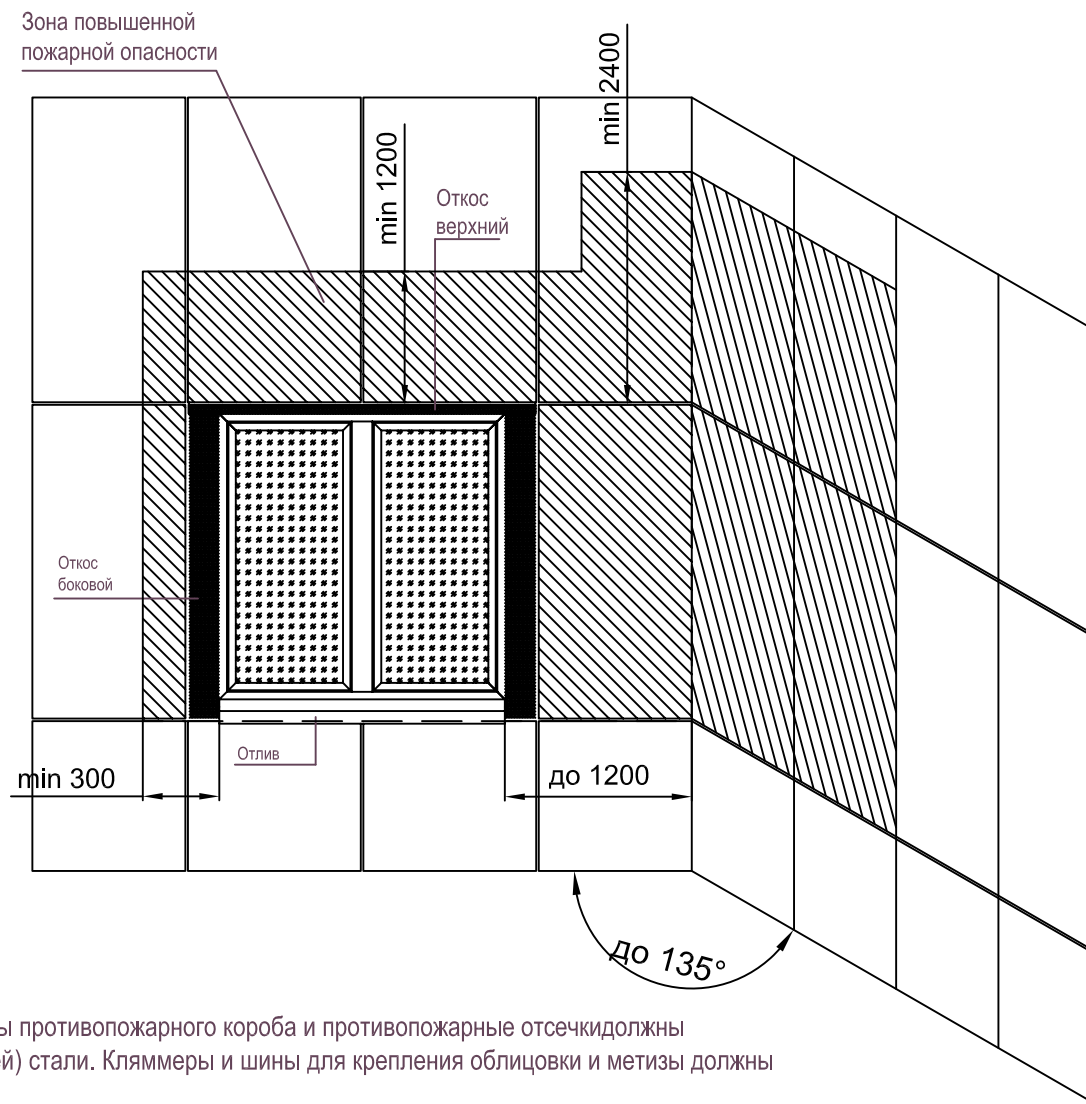 Зона повышенной
пожарной опасности
min 2400
min 1200
Откос
верхний
Откос
боковой
Отлив
min 300
до 1200
до 135°
противопожарного короба и противопожарные отсечкидолжны
стали. Кляммеры и шины для крепления облицовки и метизы должны